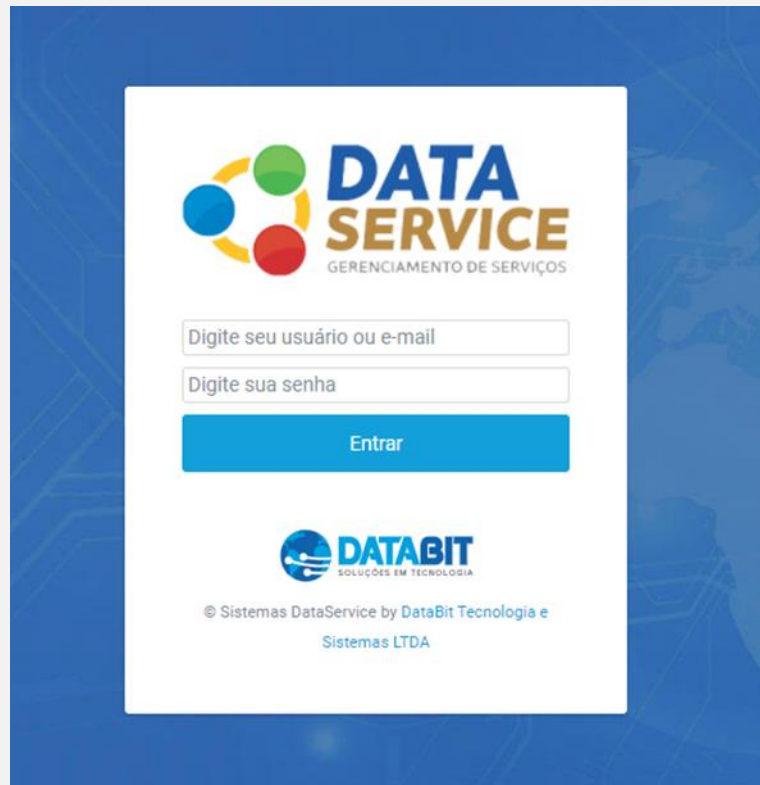 DATA
SERVICE
GERENCIAMENTO DE SERVIÇOS
Digite seu usuário ou e-mail
Digite sua senha
Entrar
DATABIT
SOLUÇÕES EM TECNOLOGIA
© Sistemas DataService by DataBit Tecnologia e
Sistemas LTDA